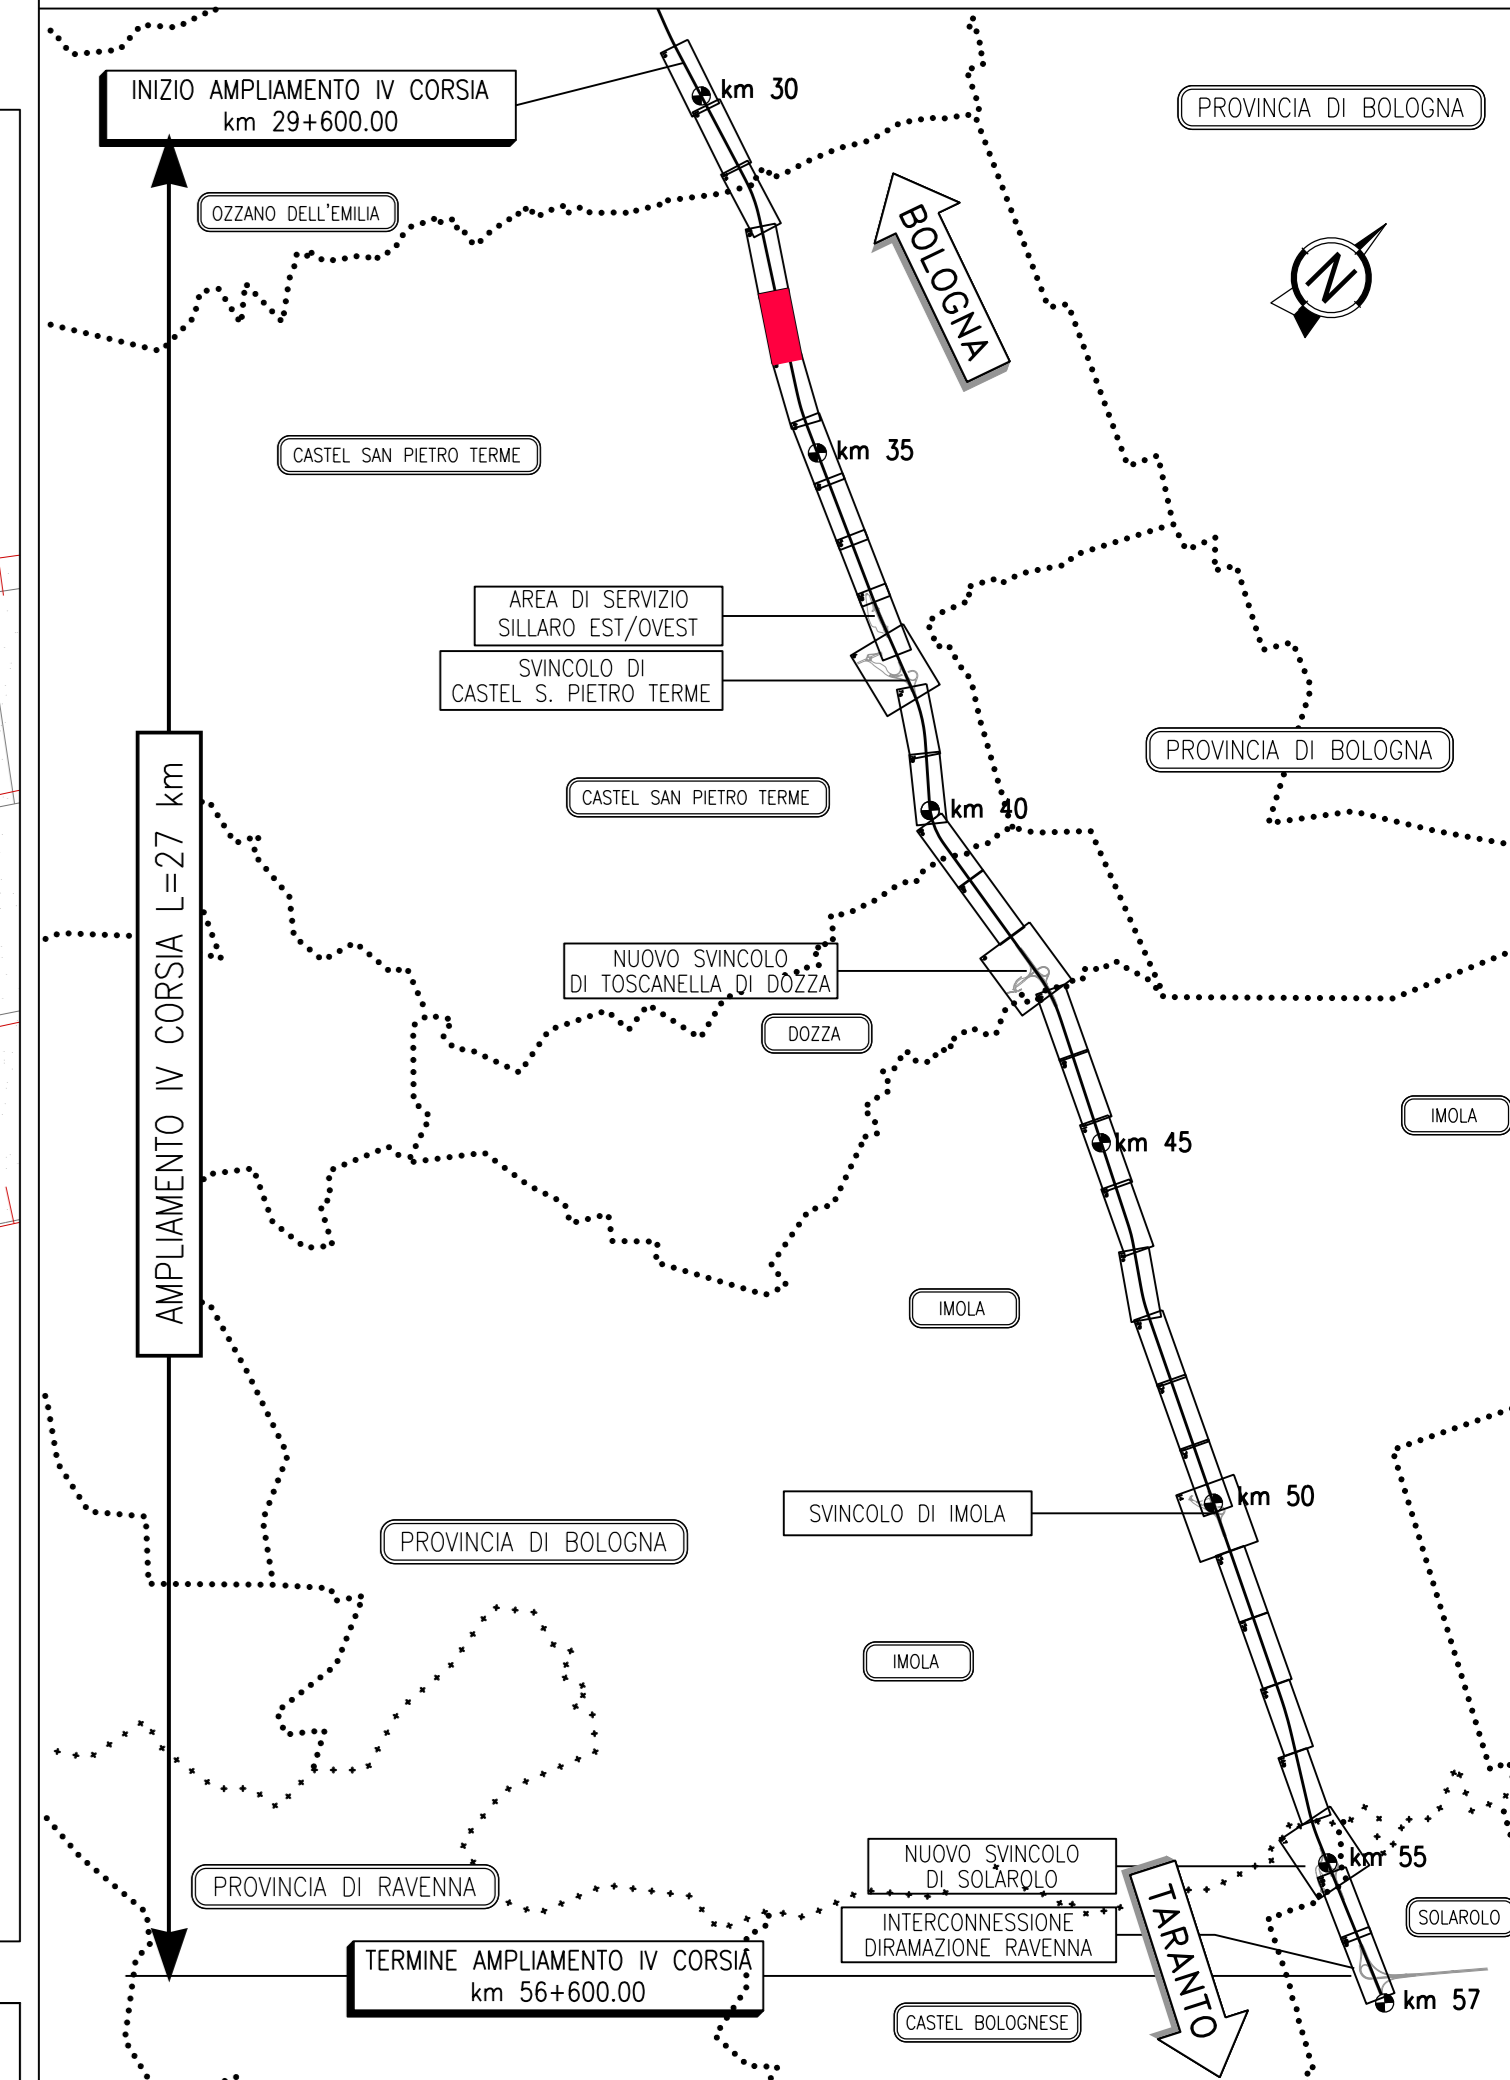 INIZIO AMPLIAMENTO IV CORSIA
km 29+600.00
km 30
PROVINCIA DI BOLOGNA
OZZANO DELL'EMILIA
BOLOGNA
N
CASTEL SAN PIETRO TERME
km 35
AREA DI SERVIZIO
SILLARO EST/OVEST
SVINCOLO DI
CASTEL S. PIETRO TERME
PROVINCIA DI BOLOGNA
AMPLIAMENTO IV CORSIA L=27 km
CASTEL SAN PIETRO TERME
km 40
NUOVO SVINCOLO
DI TOSCANELLA DI DOZZA
DOZZA
IMOLA
km 45
IMOLA
km 50
SVINCOLO DI IMOLA
PROVINCIA DI BOLOGNA
IMOLA
NUOVO SVINCOLO
DI SOLAROLO
km 55
PROVINCIA DI RAVENNA
SOLAROLO
INTERCONNESSIONE
DIRAMAZIONE RAVENNA
TARANTO
TERMINE AMPLIAMENTO IV CORSIA
km 56+600.00
km 57
CASTEL BOLOGNESE